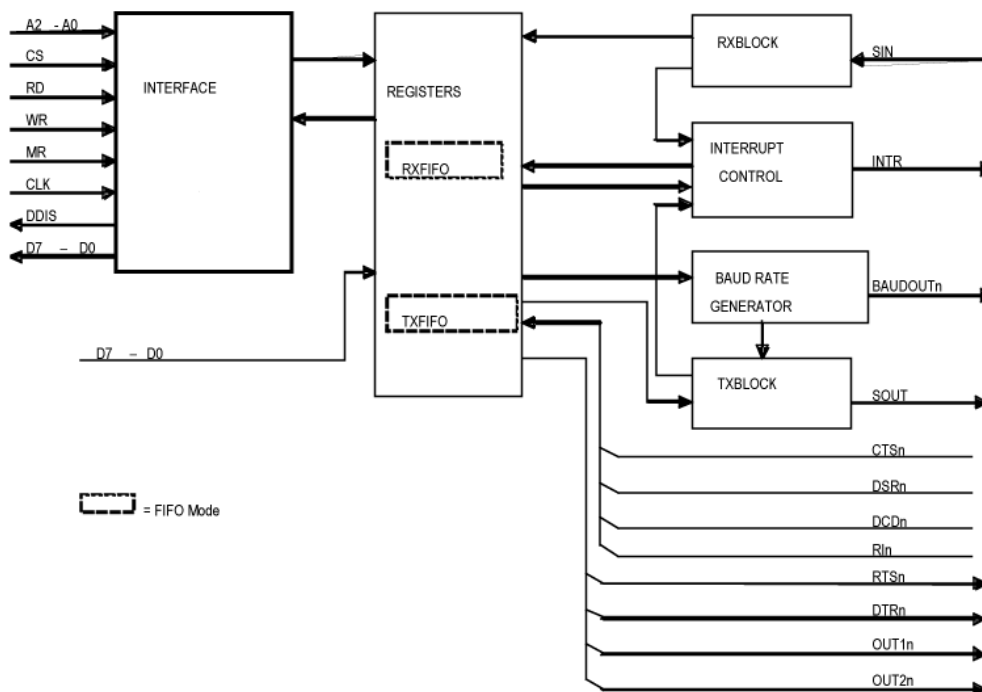 A2 - A0
CS
RD
WR
MR
CLK
DDIS
D7 – D0
INTERFACE
D7 – D0
REGISTERS
RXFIFO
TXFIFO
RXBLOCK
INTERRUPT
CONTROL
BAUD RATE
GENERATOR
TXBLOCK
SIN
INTR
BAUDOUTn
SOUT
CTSn
DSRn
DCDn
RIn
RTSn
DTRn
OUT1n
OUT2n
= FIFO Mode